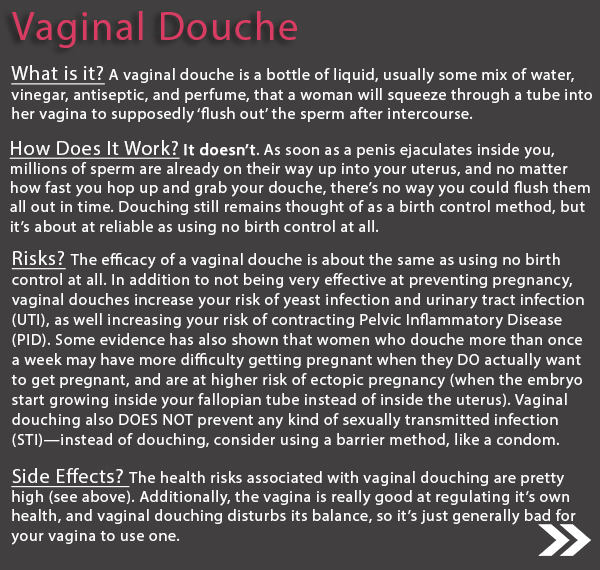 Vaginal Douche
What is it? A vaginal douche is a bottle of liquid, usually some mix of water,
vinegar, antiseptic, and perfume, that a woman will squeeze through a tube into
her vagina to supposedly ‘flush out’ the sperm after intercourse.
How Does It Work? It doesn’t. As soon as a penis ejaculates inside you,
millions of sperm are already on their way up into your uterus, and no matter
how fast you hop up and grab your douche, there’s no way you could flush them
all out in time. Douching still remains thought of as a birth control method, but
it’s about at reliable as using no birth control at all.
Risks? The efficacy of a vaginal douche is about the same as using no birth
control at all. In addition to not being very effective at preventing pregnancy,
vaginal douches increase your risk of yeast infection and urinary tract infection
(UTI), as well increasing your risk of contracting Pelvic Inflammatory Disease
(PID). Some evidence has also shown that women who douche more than once
a week may have more difficulty getting pregnant when they DO actually want
to get pregnant, and are at higher risk of ectopic pregnancy (when the embryo
start growing inside your fallopian tube instead of inside the uterus). Vaginal
douching also DOES NOT prevent any kind of sexually transmitted infection
(STI)—instead of douching, consider using a barrier method, like a condom.
Side Effects? The health risks associated with vaginal douching are pretty
high (see above). Additionally, the vagina is really good at regulating it’s own
health, and vaginal douching disturbs its balance, so it’s just generally bad for
your vagina to use one.